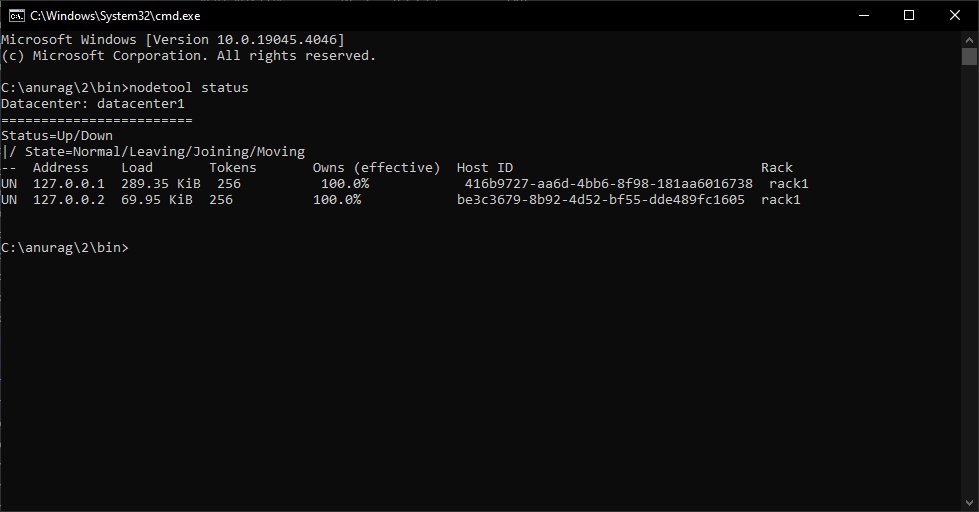 C:\Windows\System32\cmd.exe
Microsoft Windows [Version 10.0.19045.4046]
(c) Microsoft Corporation. All rights reserved.
C:\anurag\2\bin>nodetool status
Datacenter: datacenter1
========================
Status=Up/Down
|/ State=Normal/Leaving/Joining/Moving
--  Address    Load       Tokens       Owns (effective)  Host ID                               Rack
UN  127.0.0.1  289.35 KiB  256          100.0%            416b9727-aa6d-4bb6-8f98-181aa6016738  rack1
UN  127.0.0.2  69.95 KiB  256          100.0%            be3c3679-8b92-4d52-bf55-dde489fc1605  rack1
C:\anurag\2\bin>